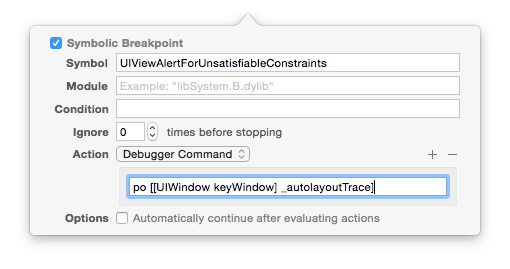 Symbolic Breakpoint
Symbol UIViewAlertForUnsatisfiableConstraints
Module Example: "libSystem.B.dylib"
Condition
Ignore 0 times before stopping
Action Debugger Command + −
po [[UIWindow keyWindow] _autolayoutTrace]
Options Automatically continue after evaluating actions